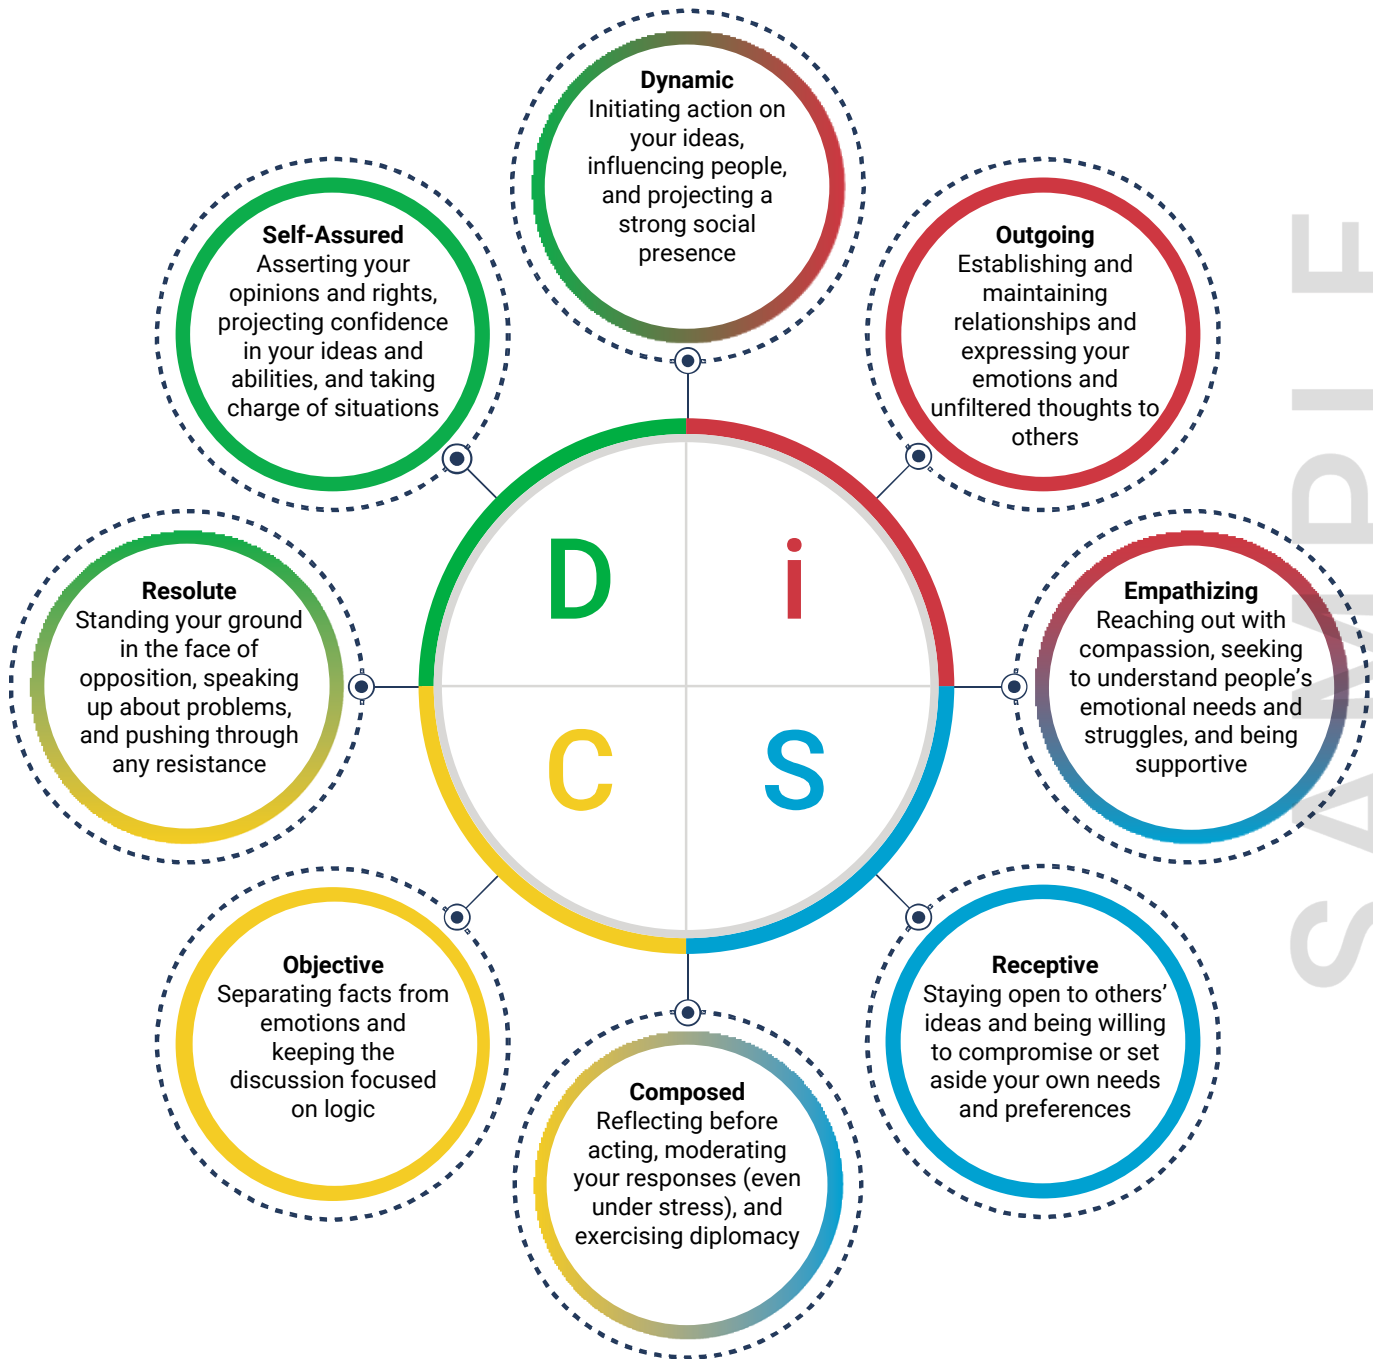 Dynamic
Initiating action on
your ideas,
influencing people,
and projecting a
strong social
presence
Self-Assured
Asserting your
opinions and rights,
projecting confidence
in your ideas and
abilities, and taking
charge of situations
Outgoing
Establishing and
maintaining
relationships and
expressing your
emotions and
unfiltered thoughts to
others
D
i
C
S
Resolute
Standing your ground
in the face of
opposition, speaking
up about problems,
and pushing through
any resistance
Empathizing
Reaching out with
compassion, seeking
to understand people’s
emotional needs and
struggles, and being
supportive
Objective
Separating facts from
emotions and
keeping the
discussion focused
on logic
Receptive
Staying open to others’
ideas and being willing
to compromise or set
aside your own needs
and preferences
Composed
Reflecting before
acting, moderating
your responses (even
under stress), and
exercising diplomacy
SAMPLE